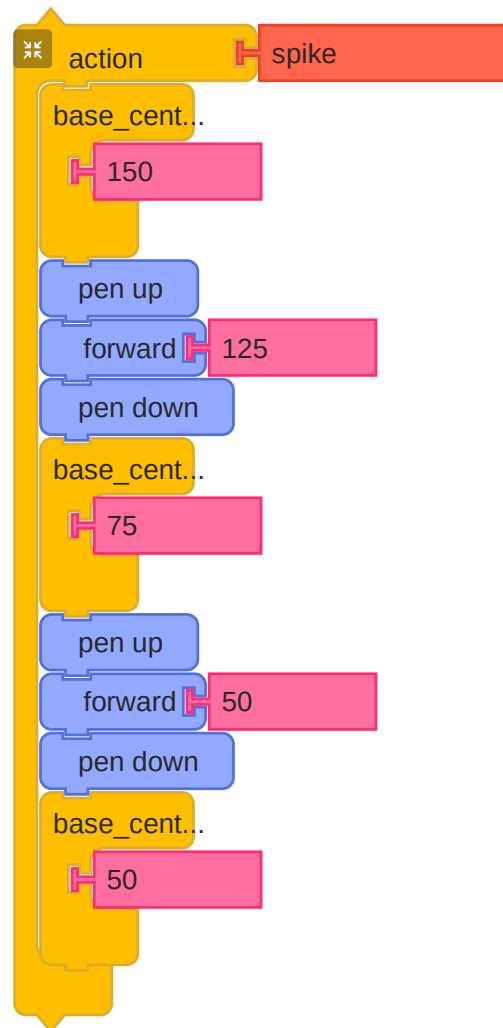 action spike
base_cent...
150
pen up
forward 125
pen down
base_cent...
75
pen up
forward 50
pen down
base_cent...
50